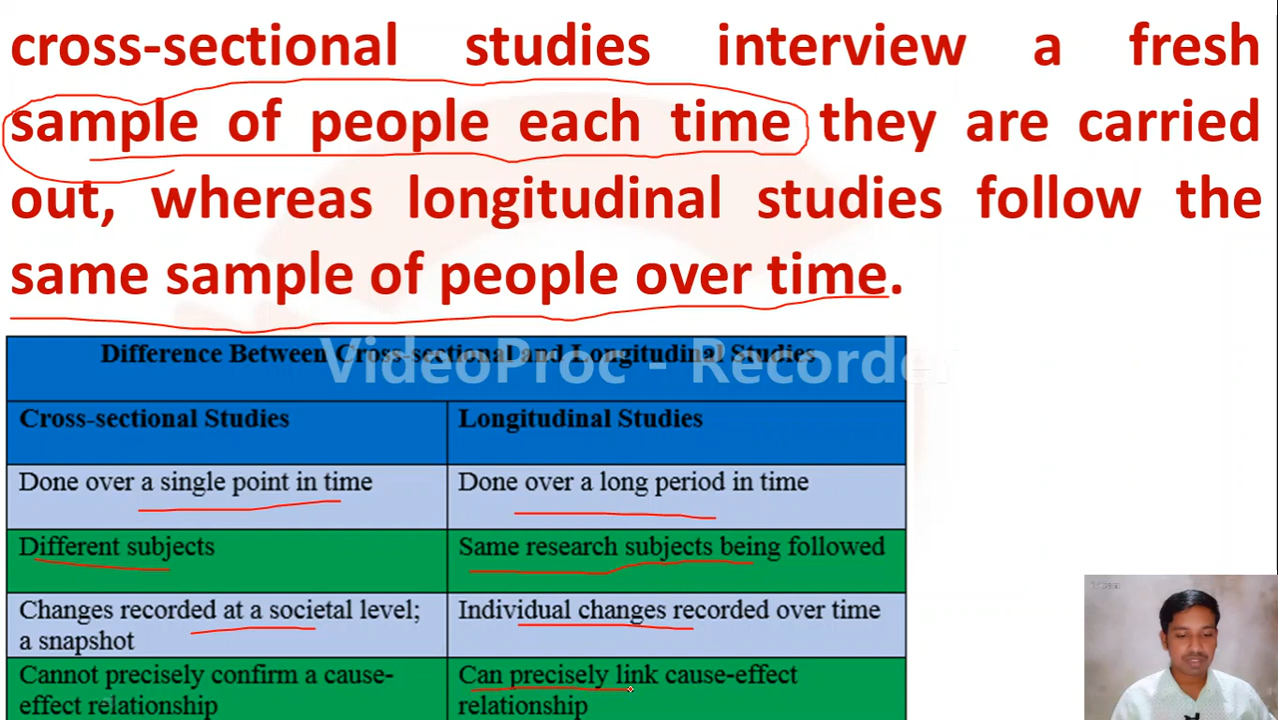 cross-sectional studies interview a fresh
sample of people each time they are carried
out, whereas longitudinal studies follow the
same sample of people over time.
Difference Between Cross-sectional and Longitudinal Studies
VideoProc - Recorder
Cross-sectional Studies
Longitudinal Studies
Done over a single point in time
Done over a long period in time
Different subjects
Same research subjects being followed
Changes recorded at a societal level;
a snapshot
Individual changes recorded over time
Cannot precisely confirm a cause-
effect relationship
Can precisely link cause-effect
relationship